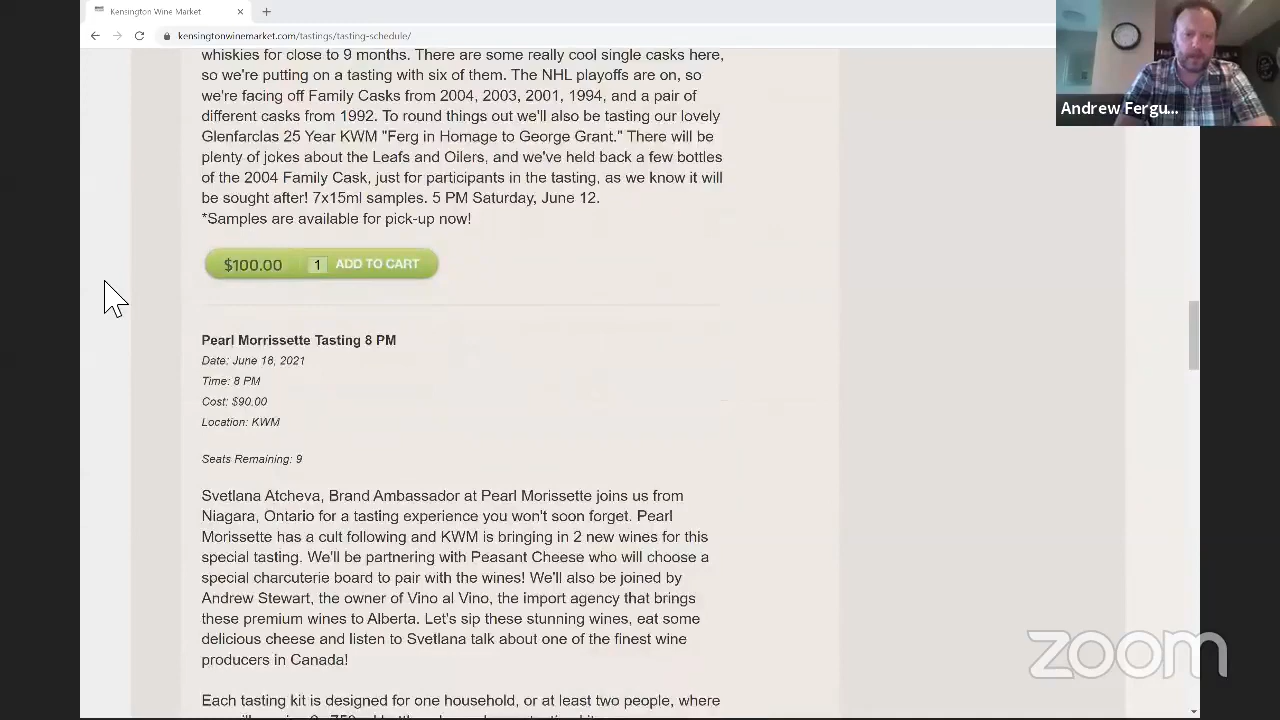 Kensington Wine Market
kensingtonwinemarket.com/tastings/tasting-schedule/
Andrew Fergu...
whiskies for close to 9 months. There are some really cool single casks here,
so we're putting on a tasting with six of them. The NHL playoffs are on, so
we're facing off Family Casks from 2004, 2003, 2001, 1994, and a pair of
different casks from 1992. To round things out we'll also be tasting our lovely
Glenfarclas 25 Year KWM "Ferg in Homage to George Grant." There will be
plenty of jokes about the Leafs and Oilers, and we've held back a few bottles
of the 2004 Family Cask, just for participants in the tasting, as we know it will
be sought after! 7x15ml samples. 5 PM Saturday, June 12.
*Samples are available for pick-up now!
$100.00 1 ADD TO CART
Pearl Morrissette Tasting 8 PM
Date: June 18, 2021
Time: 8 PM
Cost: $90.00
Location: KWM
Seats Remaining: 9
Svetlana Atcheva, Brand Ambassador at Pearl Morissette joins us from
Niagara, Ontario for a tasting experience you won't soon forget. Pearl
Morissette has a cult following and KWM is bringing in 2 new wines for this
special tasting. We'll be partnering with Peasant Cheese who will choose a
special charcuterie board to pair with the wines! We'll also be joined by
Andrew Stewart, the owner of Vino al Vino, the import agency that brings
these premium wines to Alberta. Let's sip these stunning wines, eat some
delicious cheese and listen to Svetlana talk about one of the finest wine
producers in Canada!
Each tasting kit is designed for one household, or at least two people, where
zoom